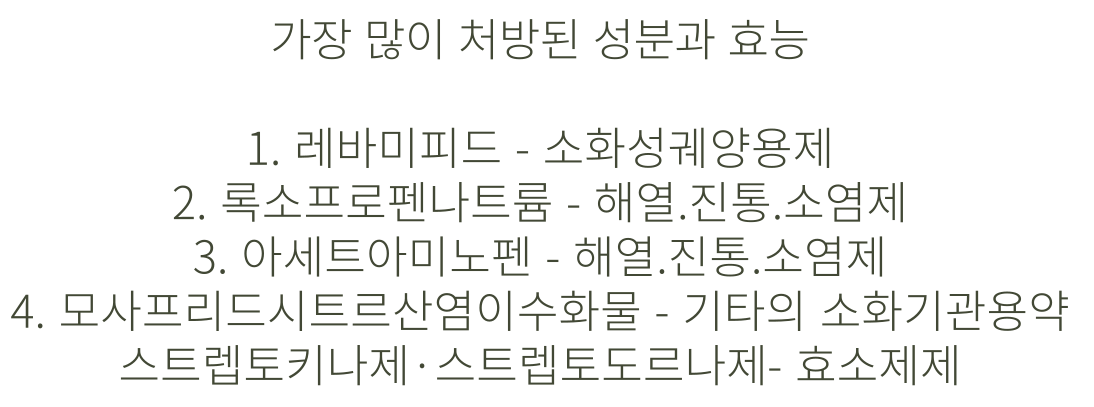 가장 많이 처방된 성분과 효능
1. 레바미피드 - 소화성궤양용제
2. 록소프로펜나트륨 - 해열.진통.소염제
3. 아세트아미노펜 - 해열.진통.소염제
4. 모사프리드시트르산염이수화물 - 기타의 소화기관용약
스트렙토키나제·스트렙토도르나제- 효소제제